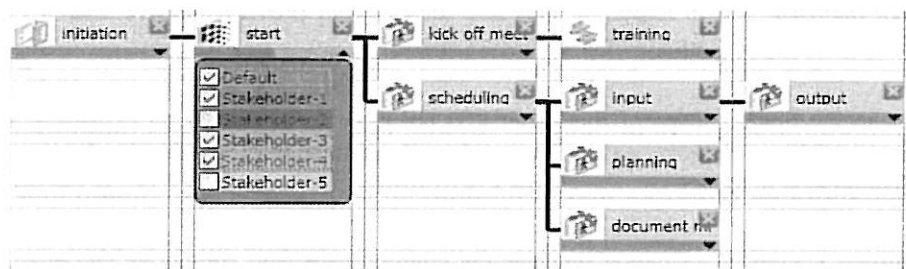 initiation
start
kick off meet
training
Default
Stakeholder-1
Stakeholder-2
Stakeholder-3
Stakeholder-4
Stakeholder-5
scheduling
input
output
planning
document